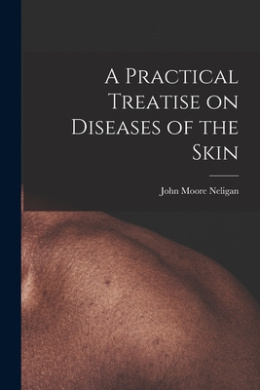 A Practical
Treatise on
Diseases of the
Skin
John Moore Neligan